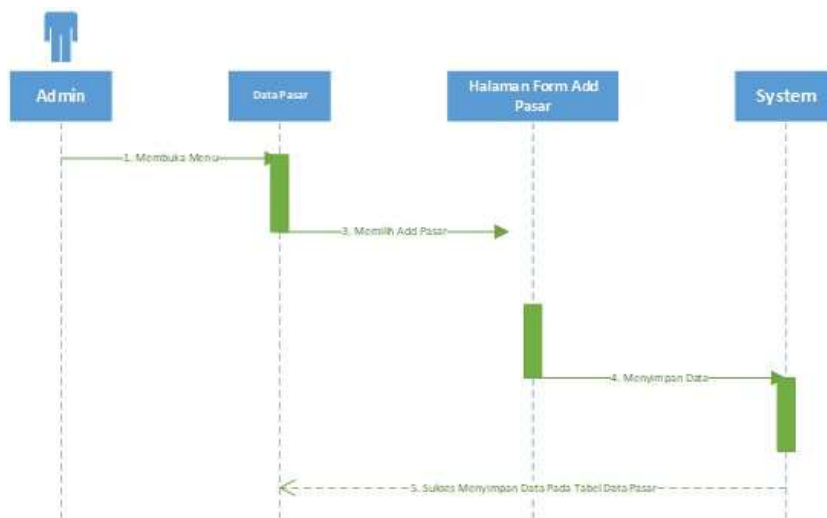 Admin
Data Pasar
Halaman Form Add
Pasar
System
1. Membuka Menu
3. Memilih Add Pasar
4. Menyimpan Data
5. Sukses Menyimpan Data Pada Tabel Data Pasar